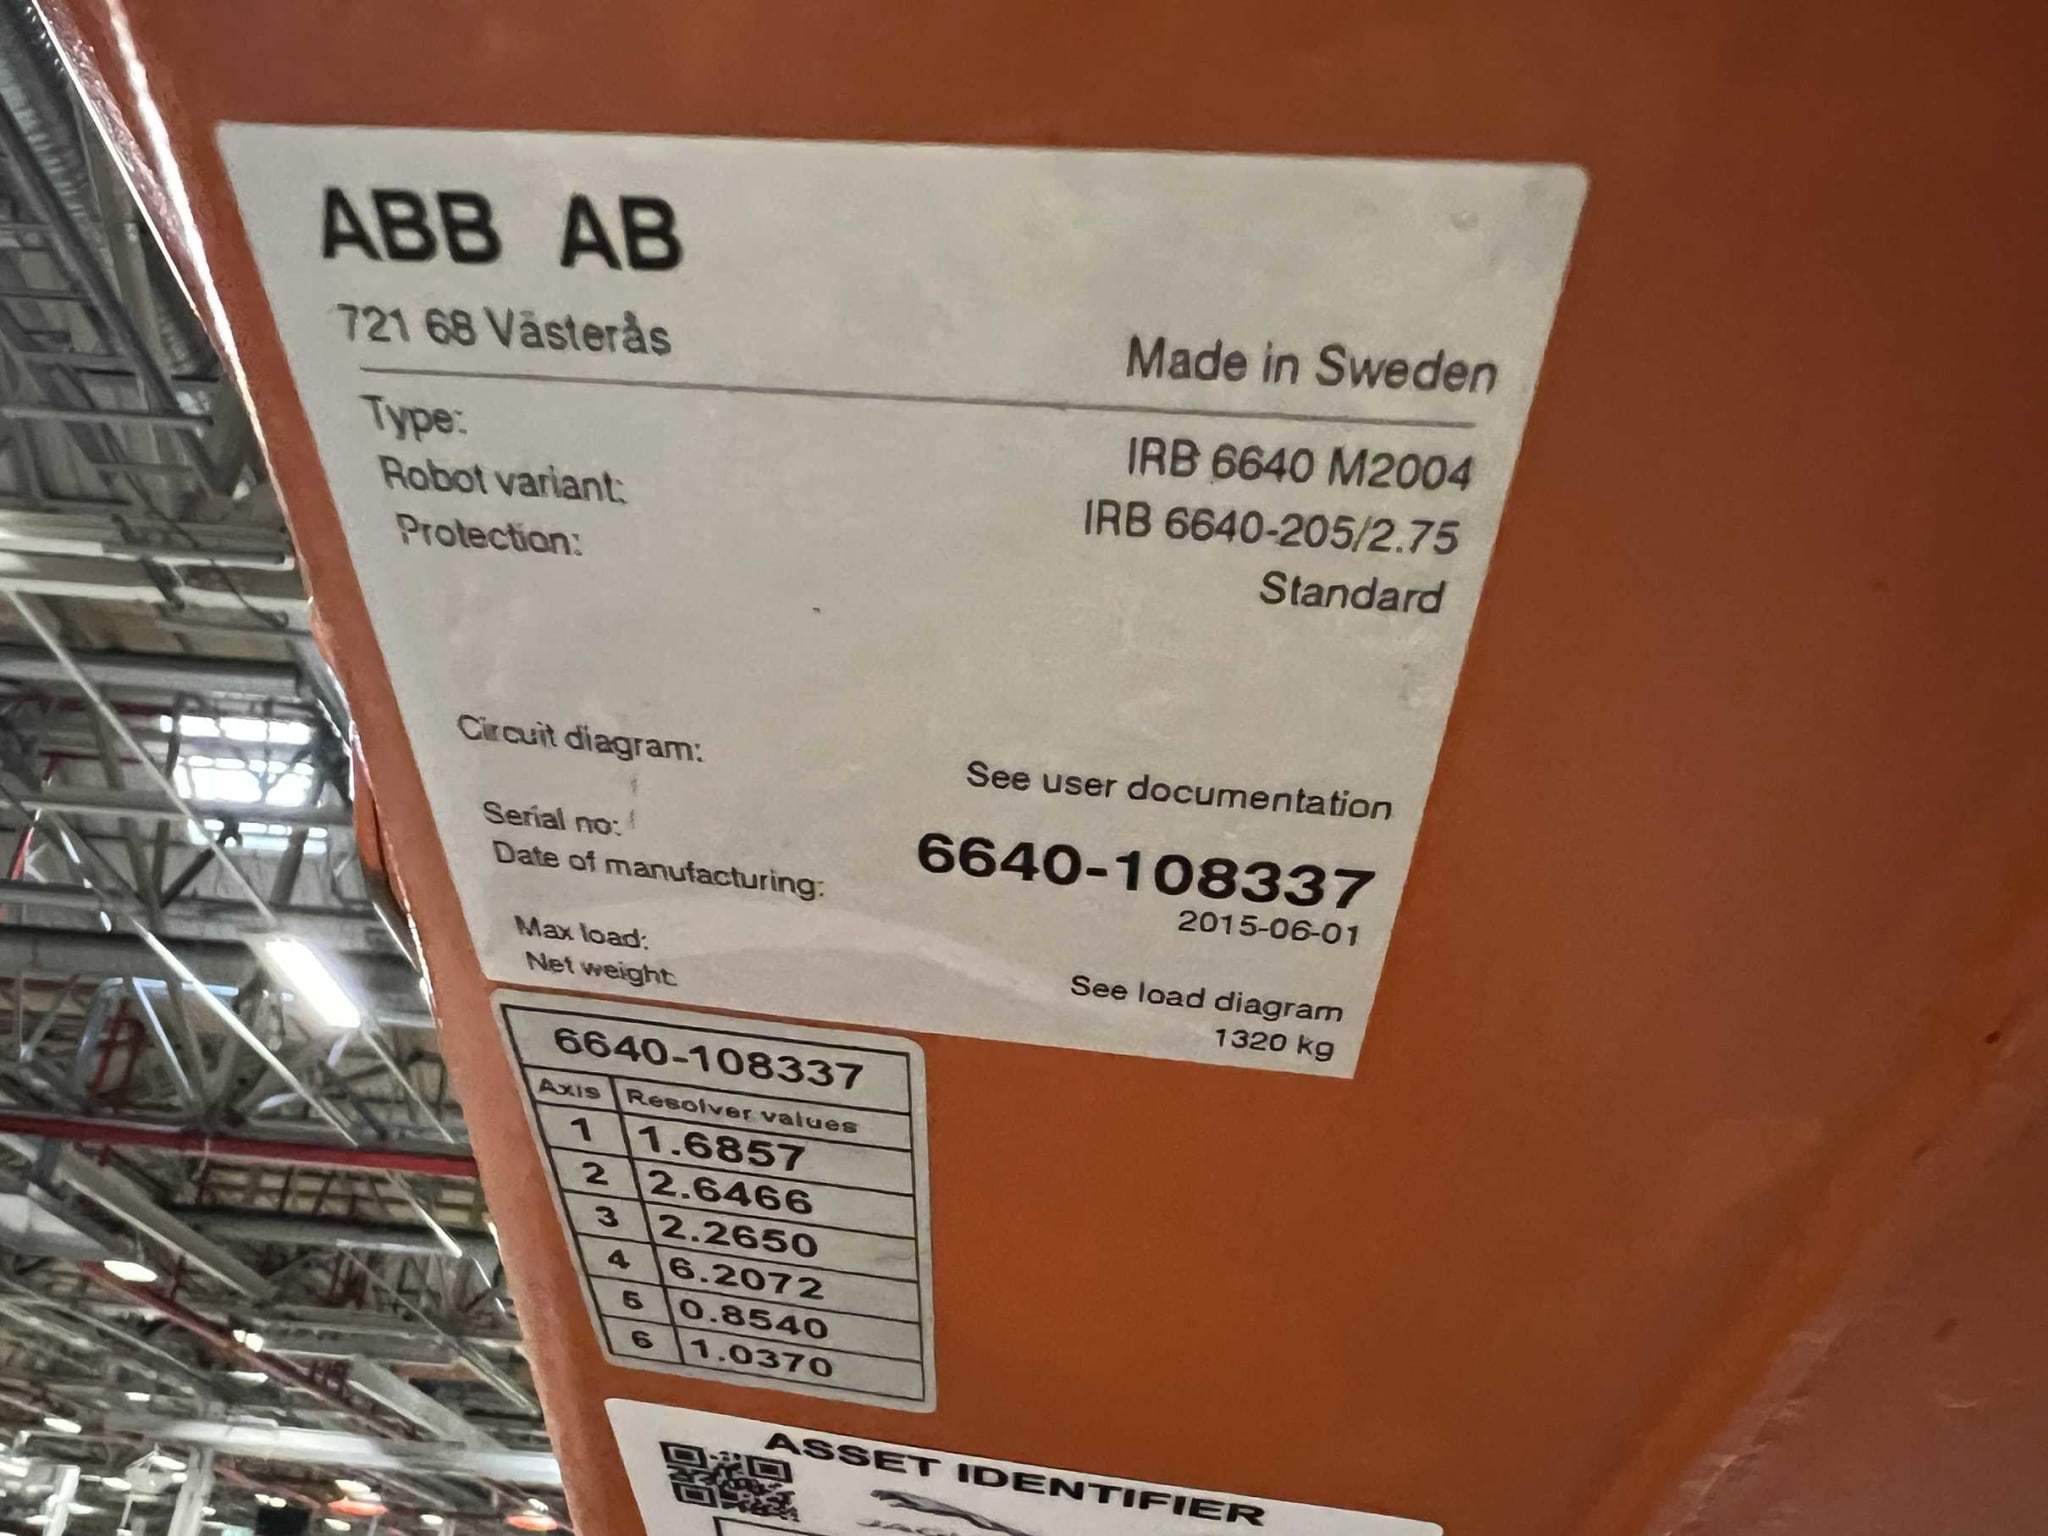 ABB AB
721 68 Västerås
Made in Sweden
Type: IRB 6640 M2004
Robot variant: IRB 6640-205/2.75
Protection: Standard
Circuit diagram: See user documentation
Serial no: 6640-108337
Date of manufacturing: 2015-06-01
Max load: See load diagram
Net weight: 1320 kg
6640-108337
Axis Resolver values
1 1.6857
2 2.6466
3 2.2650
4 6.2072
5 0.8540
6 1.0370
ASSET IDENTIFIER